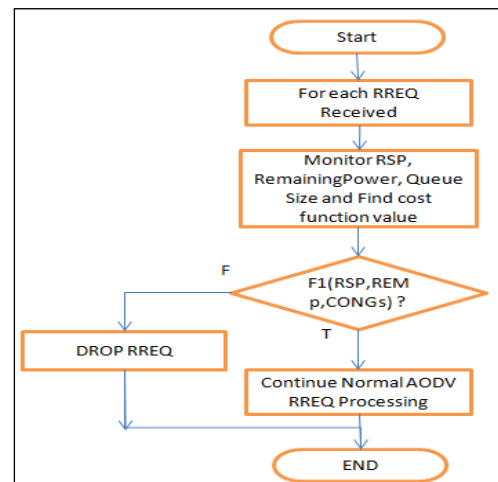 Start
For each RREQ
Received
Monitor RSP,
RemainingPower, Queue
Size and Find cost
function value
F
F1(RSP,REM
p,CONGs) ?
T
DROP RREQ
Continue Normal AODV
RREQ Processing
END